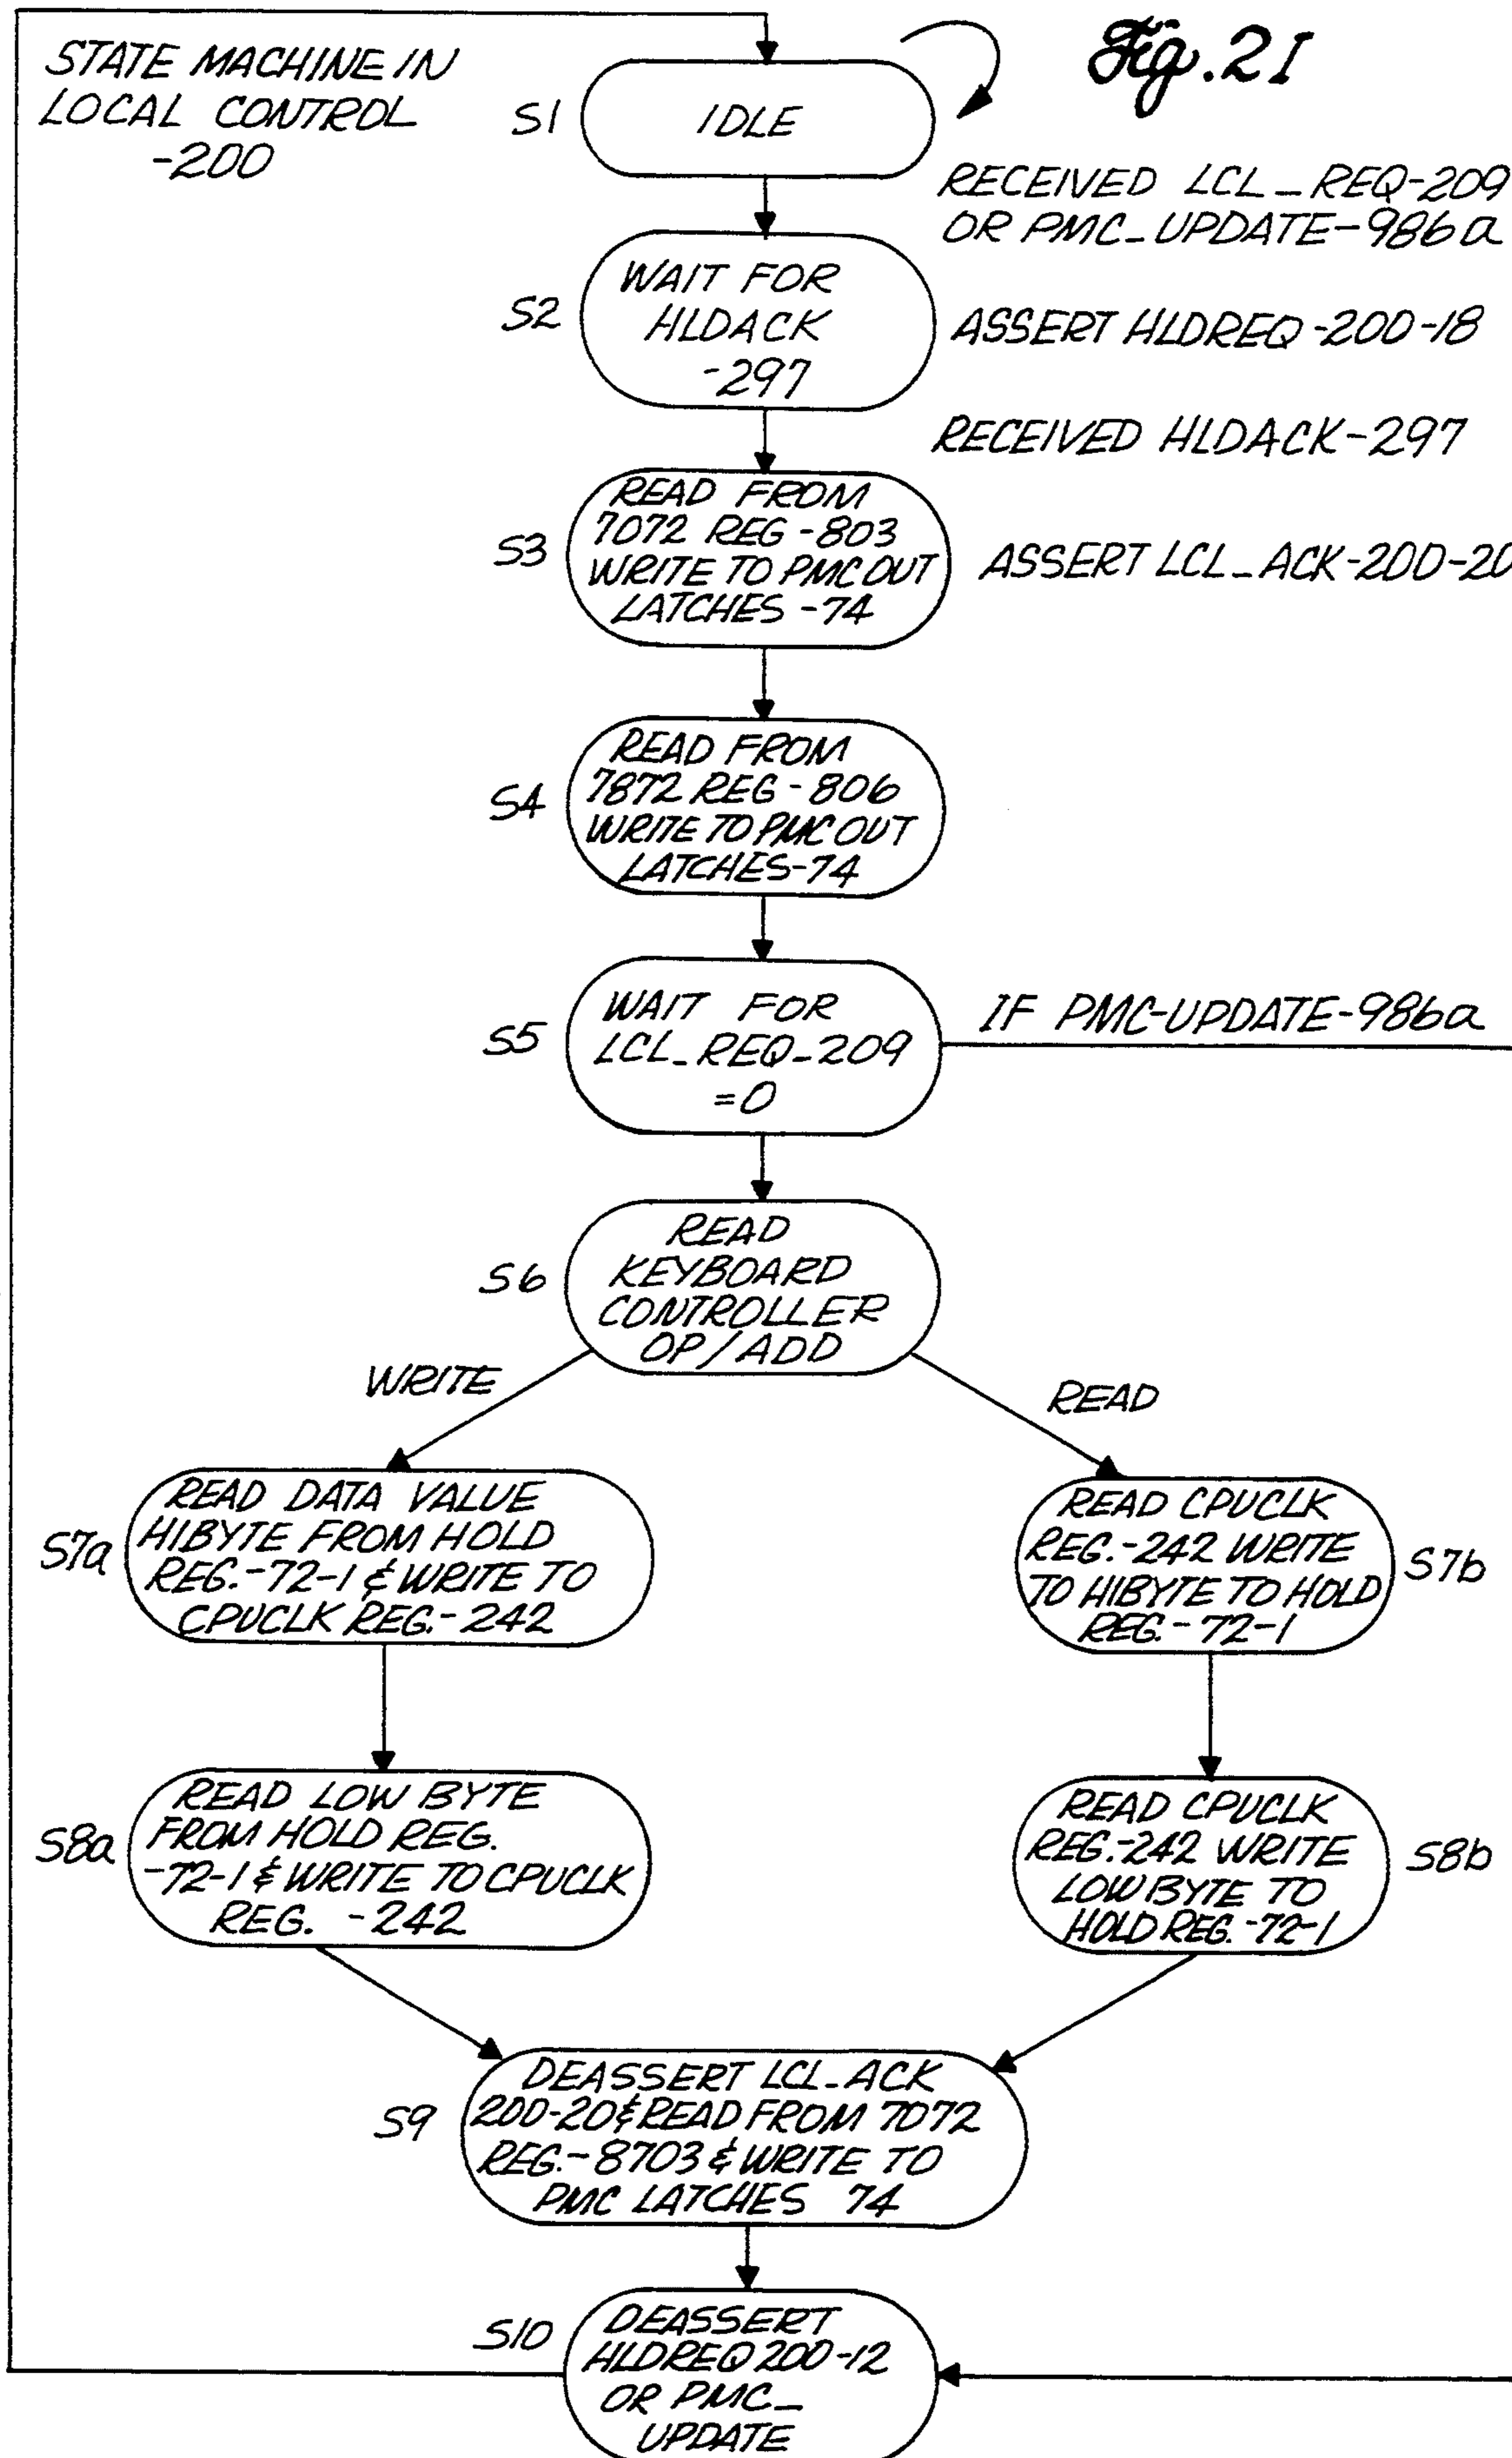 Fig. 21
STATE MACHINE IN
LOCAL CONTROL
-200
S1
IDLE
RECEIVED LCL_REQ-209
OR PMC_UPDATE-986a
S2
WAIT FOR
HLDACK
-297
ASSERT HLDREQ-200-18
RECEIVED HLDACK-297
S3
READ FROM
7072 REG-803
WRITE TO PMC OUT
LATCHES-74
ASSERT LCL_ACK-200-20
S4
READ FROM
7872 REG-806
WRITE TO PMC OUT
LATCHES-74
S5
WAIT FOR
LCL_REQ_209
=0
IF PMC-UPDATE-986a
S6
READ
KEYBOARD
CONTROLLER
OP/ADD
WRITE
READ
S7a
READ DATA VALUE
HIBYTE FROM HOLD
REG.-72-1 & WRITE TO
CPUCLK REG.-242
READ CPUCLK
REG.-242 WRITE
TO HIBYTE TO HOLD
REG.-72-1
S7b
S8a
READ LOW BYTE
FROM HOLD REG.
-72-1 & WRITE TO CPUCLK
REG. -242
READ CPUCLK
REG.-242 WRITE
LOW BYTE TO
HOLD REG.-72-1
S8b
S9
DEASSERT LCL_ACK
200-20 & READ FROM 7072
REG.-8703 & WRITE TO
PMC LATCHES 74
S10
DEASSERT
HLDREQ 200-12
OR PMC_
UPDATE